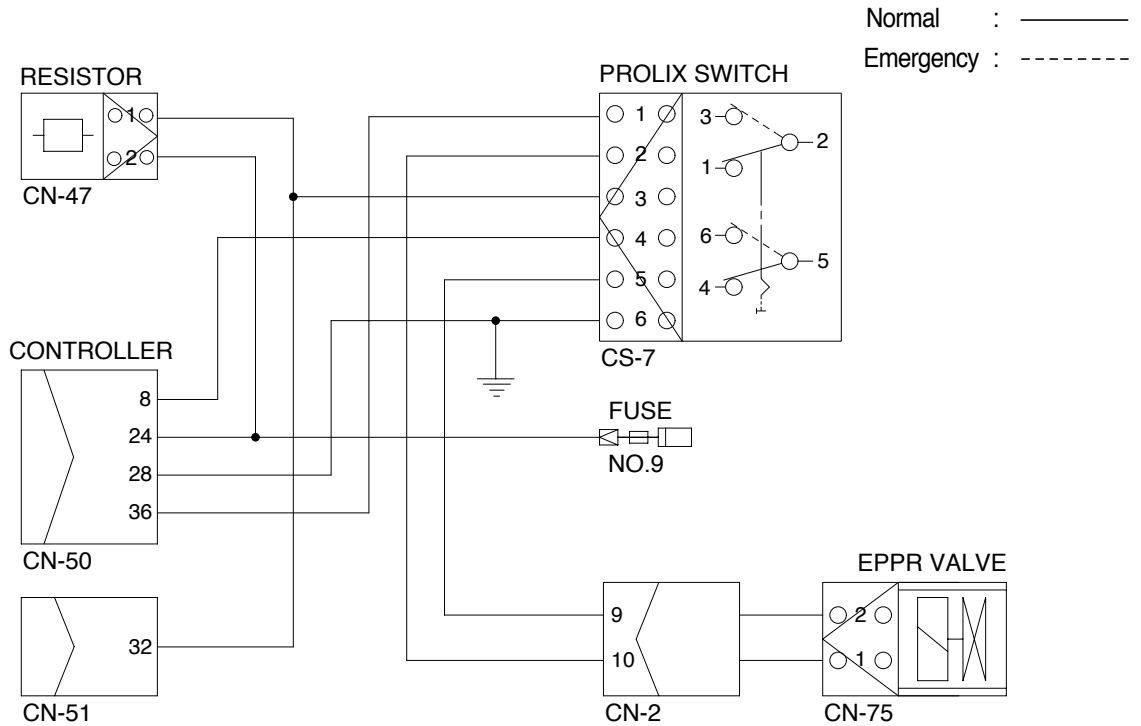 Normal :
Emergency :
RESISTOR
1
2
CN-47
PROLIX SWITCH
1
2
3
4
5
6
3
2
1
6
5
4
CS-7
CONTROLLER
8
24
28
36
CN-50
FUSE
NO.9
32
CN-51
9
10
CN-2
EPPR VALVE
2
1
CN-75